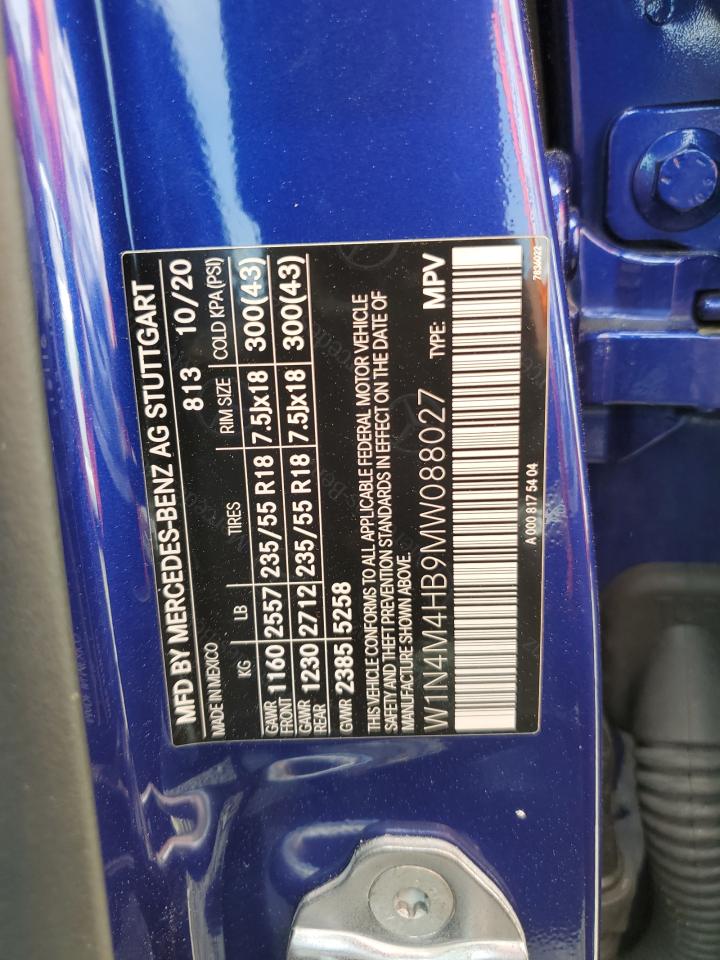 MFD BY MERCEDES-BENZ AG STUTTGART
MADE IN MEXICO 813 10/20
KG LB TIRES RIM SIZE COLD KPA (PSI)
GAWR FRONT 1160 2557 235/55 R18 7.5Jx18 300(43)
GAWR REAR 1230 2712 235/55 R18 7.5Jx18 300(43)
GVWR 2385 5258
THIS VEHICLE CONFORMS TO ALL APPLICABLE FEDERAL MOTOR VEHICLE
SAFETY AND THEFT PREVENTION STANDARDS IN EFFECT ON THE DATE OF
MANUFACTURE SHOWN ABOVE.
W1N4M4HB9MW088027 TYPE: MPV
A 000 817 54 04 7836022